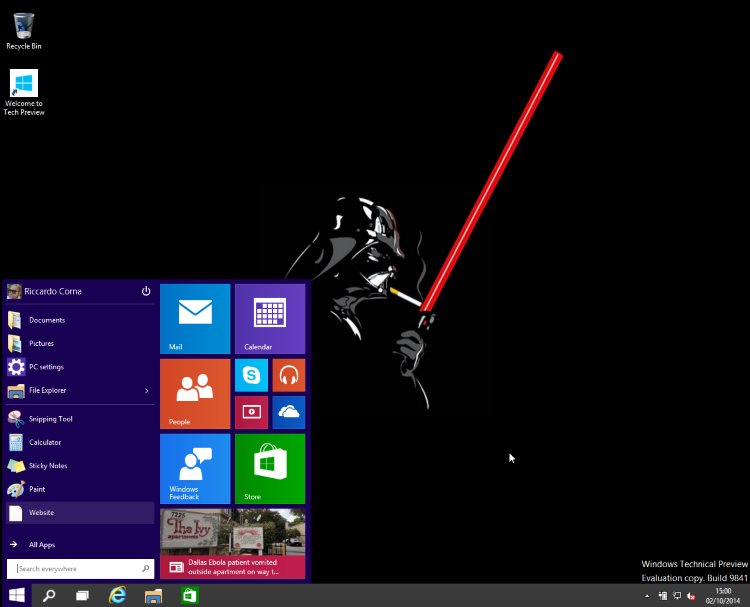 Recycle Bin
Welcome to
Tech Preview
Riccardo Corna
Documents
Pictures
PC settings
File Explorer
Snipping Tool
Calculator
Sticky Notes
Paint
Website
All Apps
Search everywhere
Mail
Calendar
People
Windows
Feedback
Store
7225
The Ivy
apartments
Dallas Ebola patient vomited
outside apartment on way t...
Windows Technical Preview
Evaluation copy. Build 9841
15:00
02/10/2014